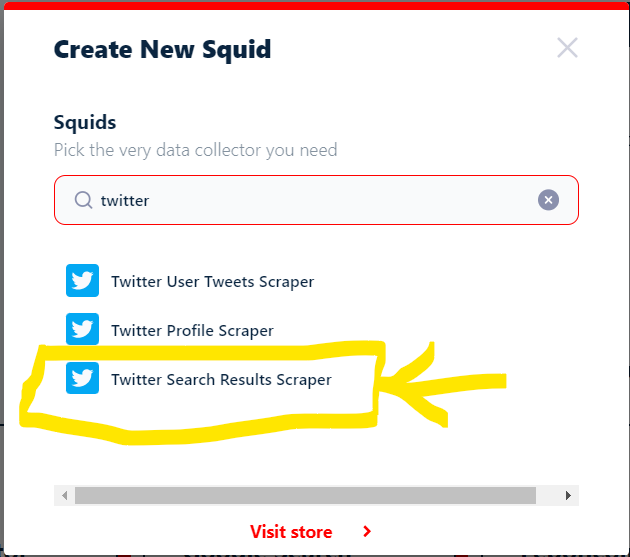 Create New Squid
Squids
Pick the very data collector you need
twitter
Twitter User Tweets Scraper
Twitter Profile Scraper
Twitter Search Results Scraper
Visit store